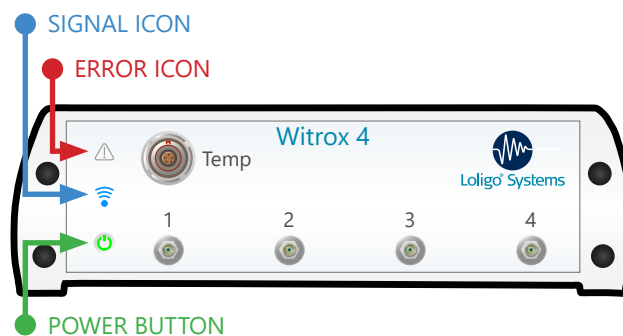 SIGNAL ICON
ERROR ICON
Witrox 4
Temp
Loligo® Systems
1 2 3 4
POWER BUTTON